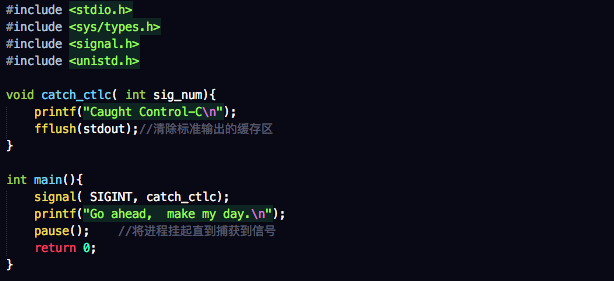 #include <stdio.h>
#include <sys/types.h>
#include <signal.h>
#include <unistd.h>
void catch_ctlc( int sig_num){
printf("Caught Control-C\n");
fflush(stdout);//清除标准输出的缓存区
}
int main(){
signal( SIGINT, catch_ctlc);
printf("Go ahead,  make my day.\n");
pause();    //将进程挂起直到捕获到信号
return 0;
}